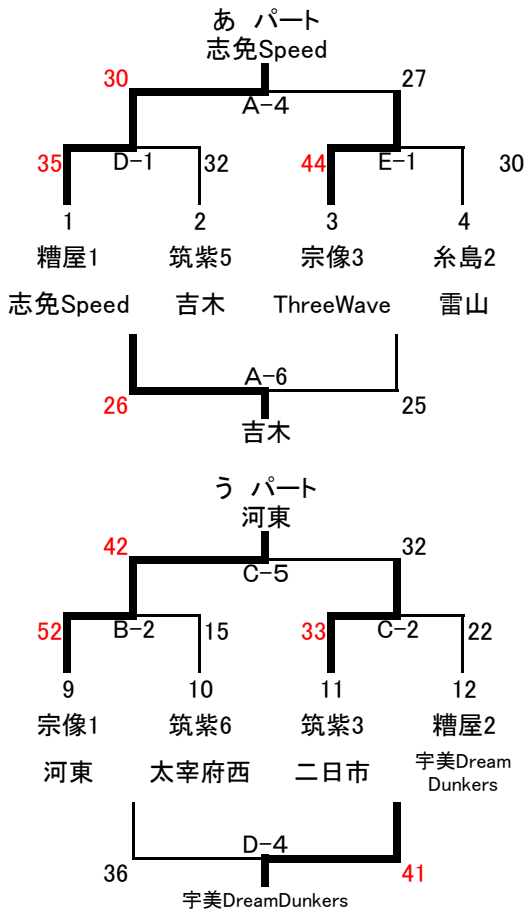 あ パート
志免Speed
30 27
A-4
35 D-1 32 44 E-1 30
1 2 3 4
糟屋1 筑紫5 宗像3 糸島2
志免Speed 吉木 ThreeWave 雷山
A-6
26 25
吉木
う パート
河東
42 32
C-5
52 B-2 15 33 C-2 22
9 10 11 12
宗像1 筑紫6 筑紫3 糟屋2
河東 太宰府西 二日市 宇美Dream
Dunkers
D-4
36 41
宇美DreamDunkers